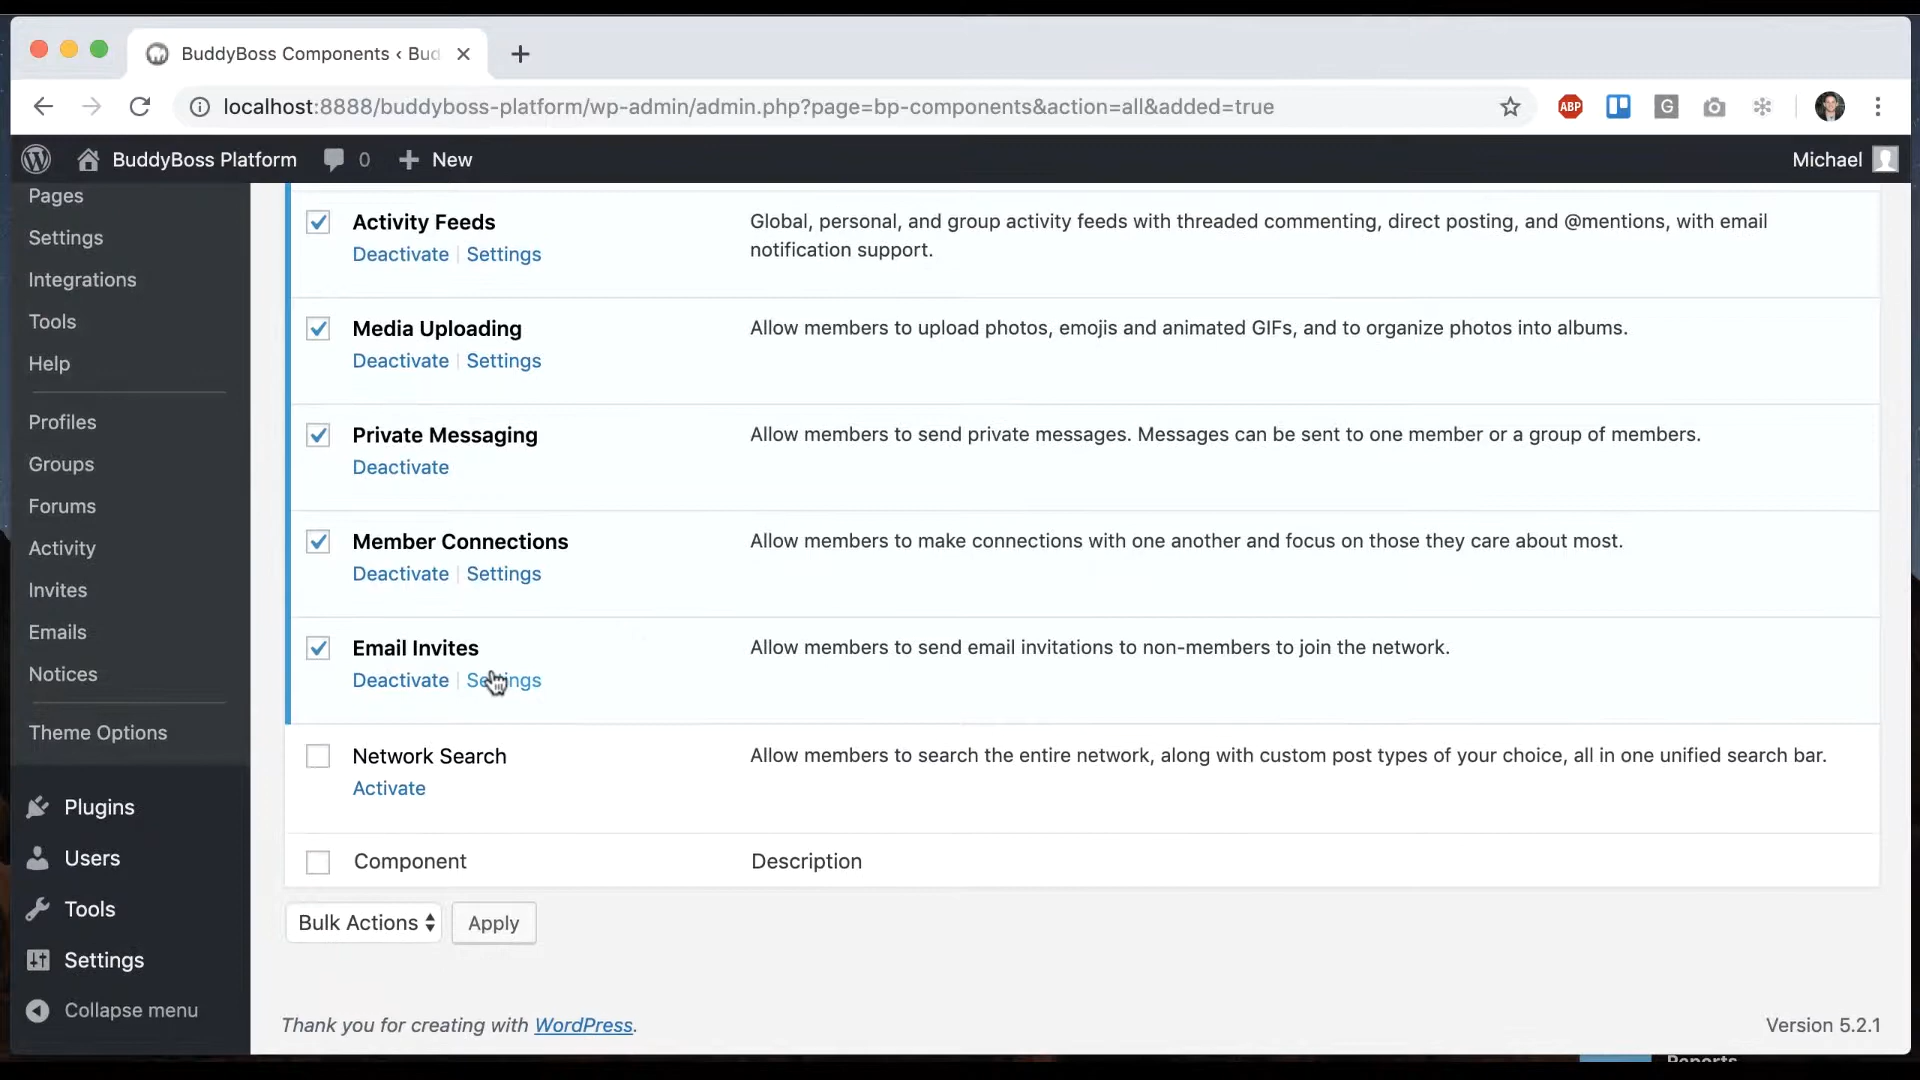 BuddyBoss Components ‹ Bud
localhost:8888/buddyboss-platform/wp-admin/admin.php?page=bp-components&action=all&added=true
ABP
G
BuddyBoss Platform
0
New
Michael
Pages
Settings
Integrations
Tools
Help
Profiles
Groups
Forums
Activity
Invites
Emails
Notices
Theme Options
Plugins
Users
Tools
Settings
Collapse menu
Activity Feeds
Deactivate | Settings
Global, personal, and group activity feeds with threaded commenting, direct posting, and @mentions, with email
notification support.
Media Uploading
Deactivate | Settings
Allow members to upload photos, emojis and animated GIFs, and to organize photos into albums.
Private Messaging
Deactivate
Allow members to send private messages. Messages can be sent to one member or a group of members.
Member Connections
Deactivate | Settings
Allow members to make connections with one another and focus on those they care about most.
Email Invites
Deactivate | Settings
Allow members to send email invitations to non-members to join the network.
Network Search
Activate
Allow members to search the entire network, along with custom post types of your choice, all in one unified search bar.
Component
Description
Bulk Actions
Apply
Thank you for creating with WordPress.
Version 5.2.1
Reports